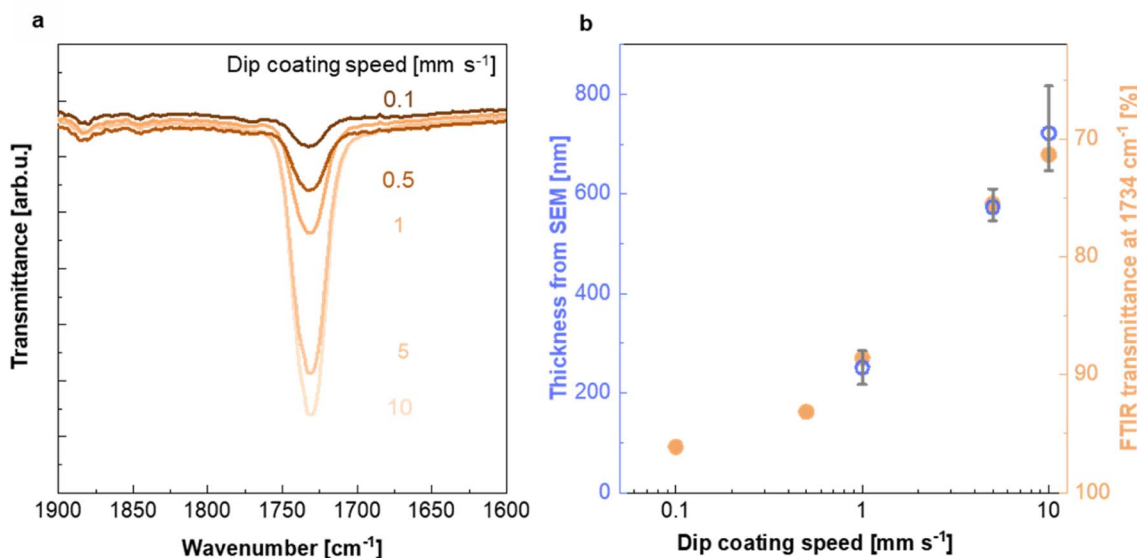 a
Dip coating speed [mm s⁻¹]
0.1
0.5
1
5
10
Transmittance [arb.u.]
1900 1850 1800 1750 1700 1650 1600
Wavenumber [cm⁻¹]
b
Thickness from SEM [nm]
800
600
400
200
0
70
80
90
100
FTIR transmittance at 1734 cm⁻¹ [%]
0.1 1 10
Dip coating speed [mm s⁻¹]